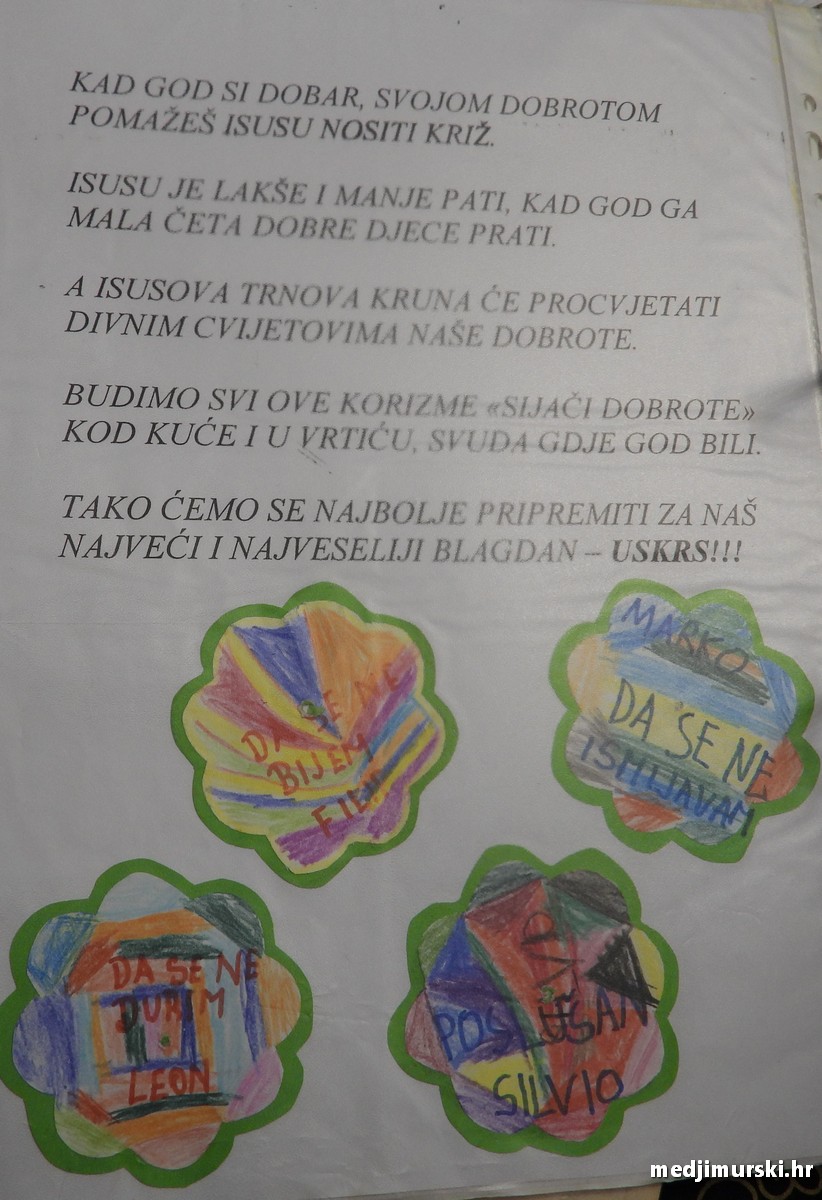 KAD GOD SI DOBAR, SVOJOM DOBROTOM
POMAŽEŠ ISUSU NOSITI KRIŽ.
ISUSU JE LAKŠE I MANJE PATI, KAD GOD GA
MALA ČETA DOBRE DJECE PRATI.
A ISUSOVA TRNOVA KRUNA ĆE PROCVJETATI
DIVNIM CVIJETOVIMA NAŠE DOBROTE.
BUDIMO SVI OVE KORIZME «SIJAČI DOBROTE»
KOD KUĆE I U VRTIĆU, SVUDA GDJE GOD BILI.
TAKO ĆEMO SE NAJBOLJE PRIPREMITI ZA NAŠ
NAJVEĆI I NAJVESELIJI BLAGDAN – USKRS!!!
DA SE NE
BIJEM
MARKO
DA SE NE
ISMIJAVAM
DA SE NE
DURIM
LEON
POSLUŠAN
SILVIO
medjimurski.hr